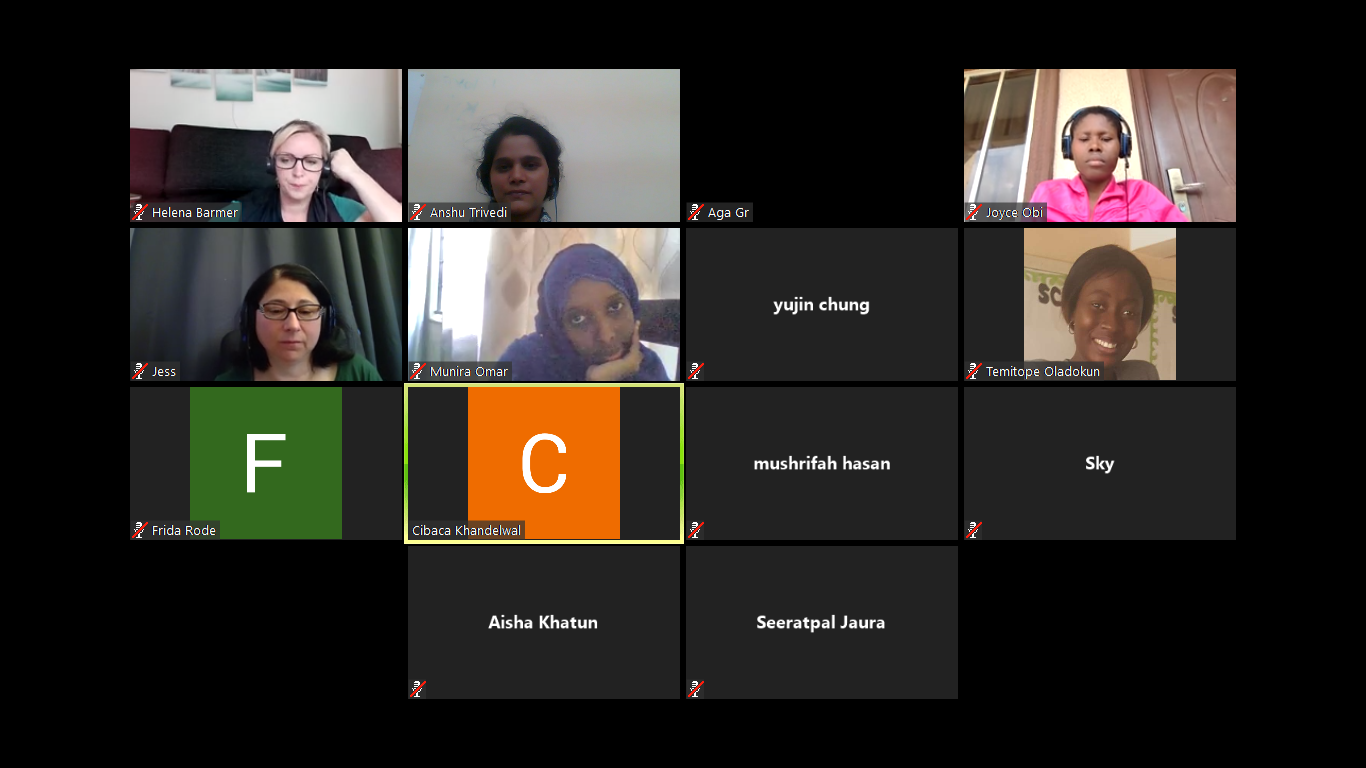 Helena Barmer
Anshu Trivedi
Aga Gr
Joyce Obi
Jess
Munira Omar
yujin chung
SC
Temitope Oladokun
F
Frida Rode
C
Cibaca Khandelwal
mushrifah hasan
Sky
Aisha Khatun
Seeratpal Jaura